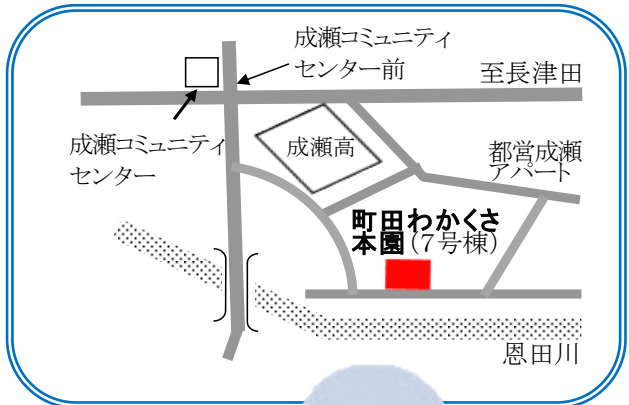 成瀬コミュニティ
センター前
至長津田
成瀬コミュニティ
センター
成瀬高
都営成瀬
アパート
町田わかくさ
本園(7号棟)
恩田川